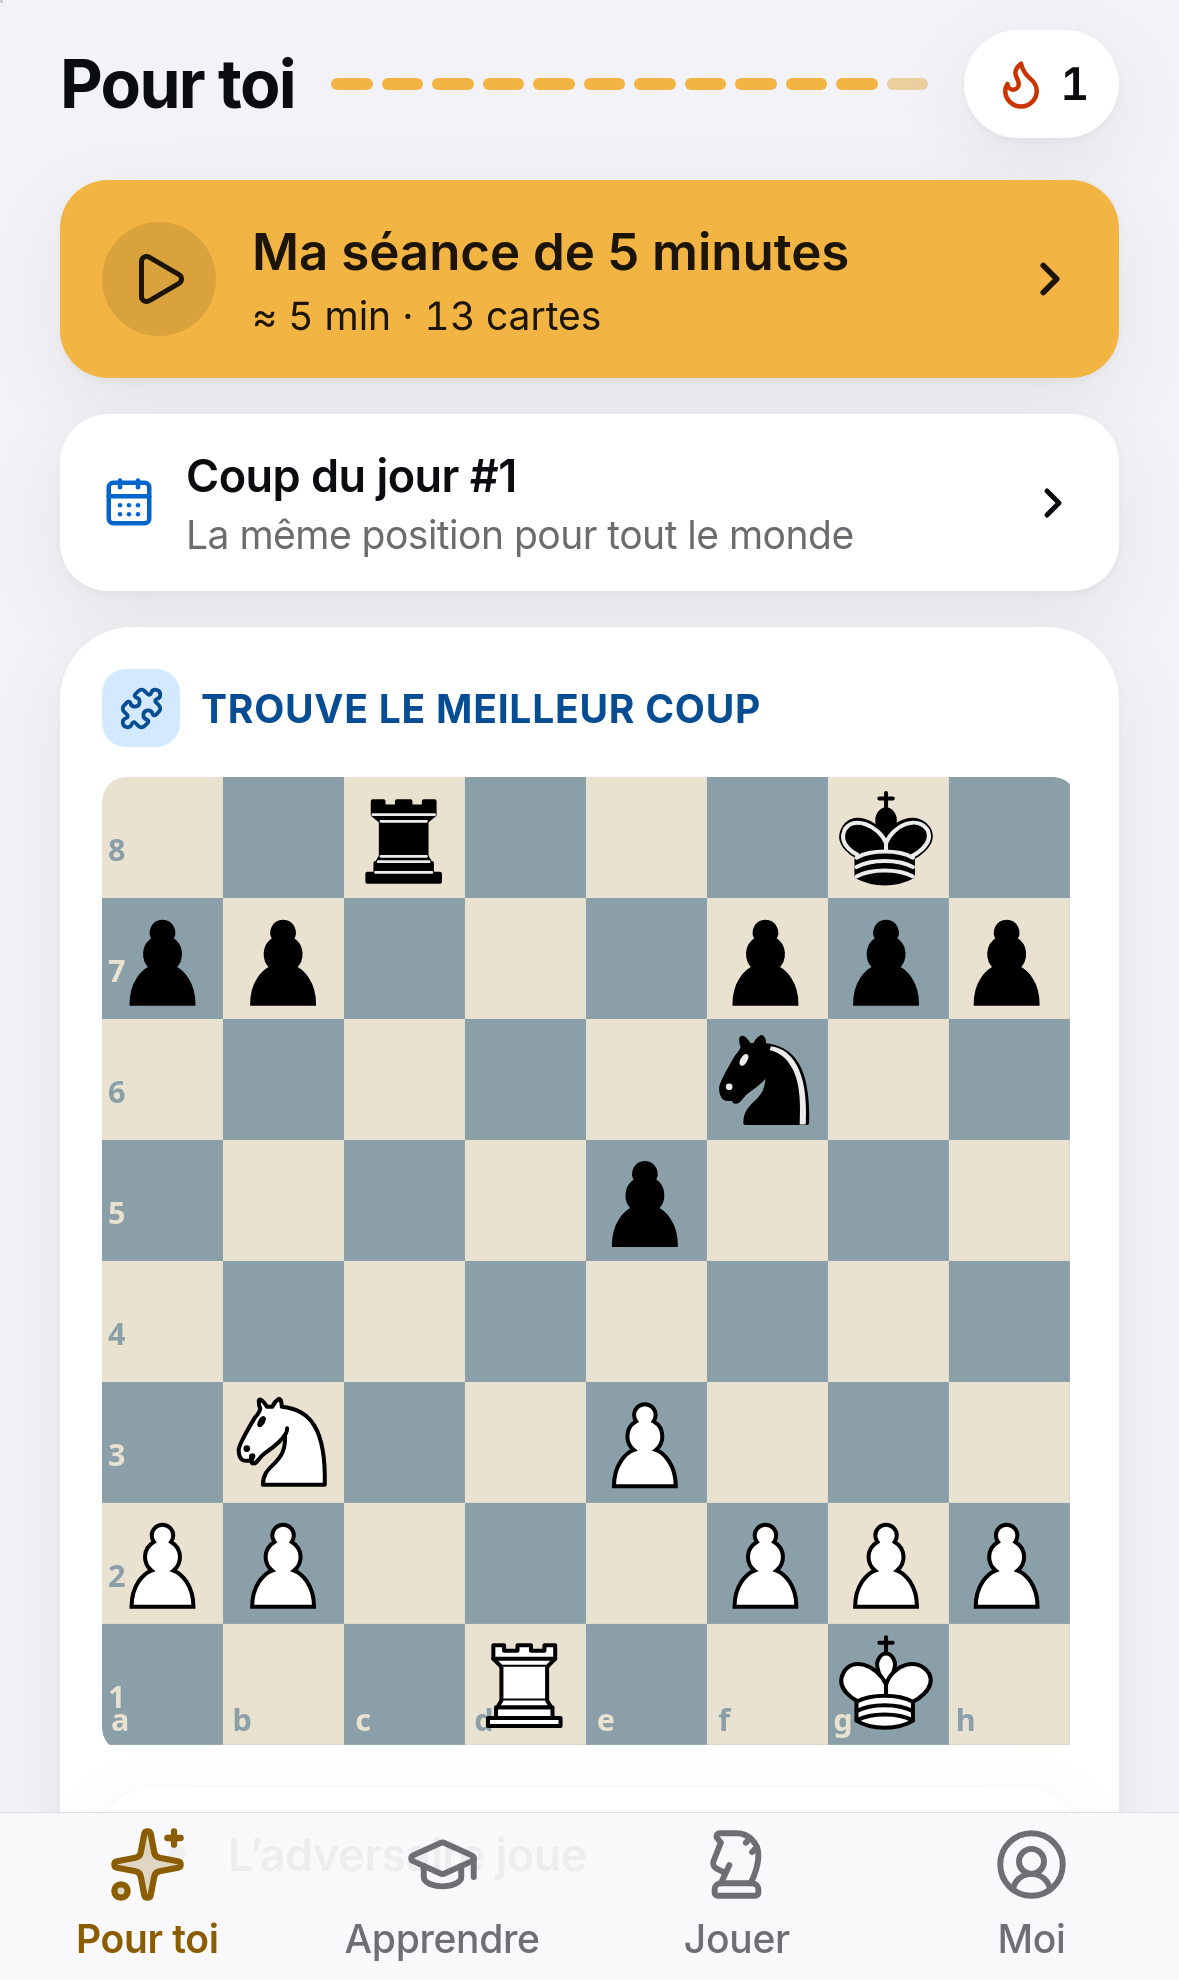 Pour toi
1
Ma séance de 5 minutes
≈ 5 min · 13 cartes
Coup du jour #1
La même position pour tout le monde
TROUVE LE MEILLEUR COUP
8
7
6
5
4
3
2
1
a b c d e f g h
L’adversaire joue
Pour toi Apprendre Jouer Moi